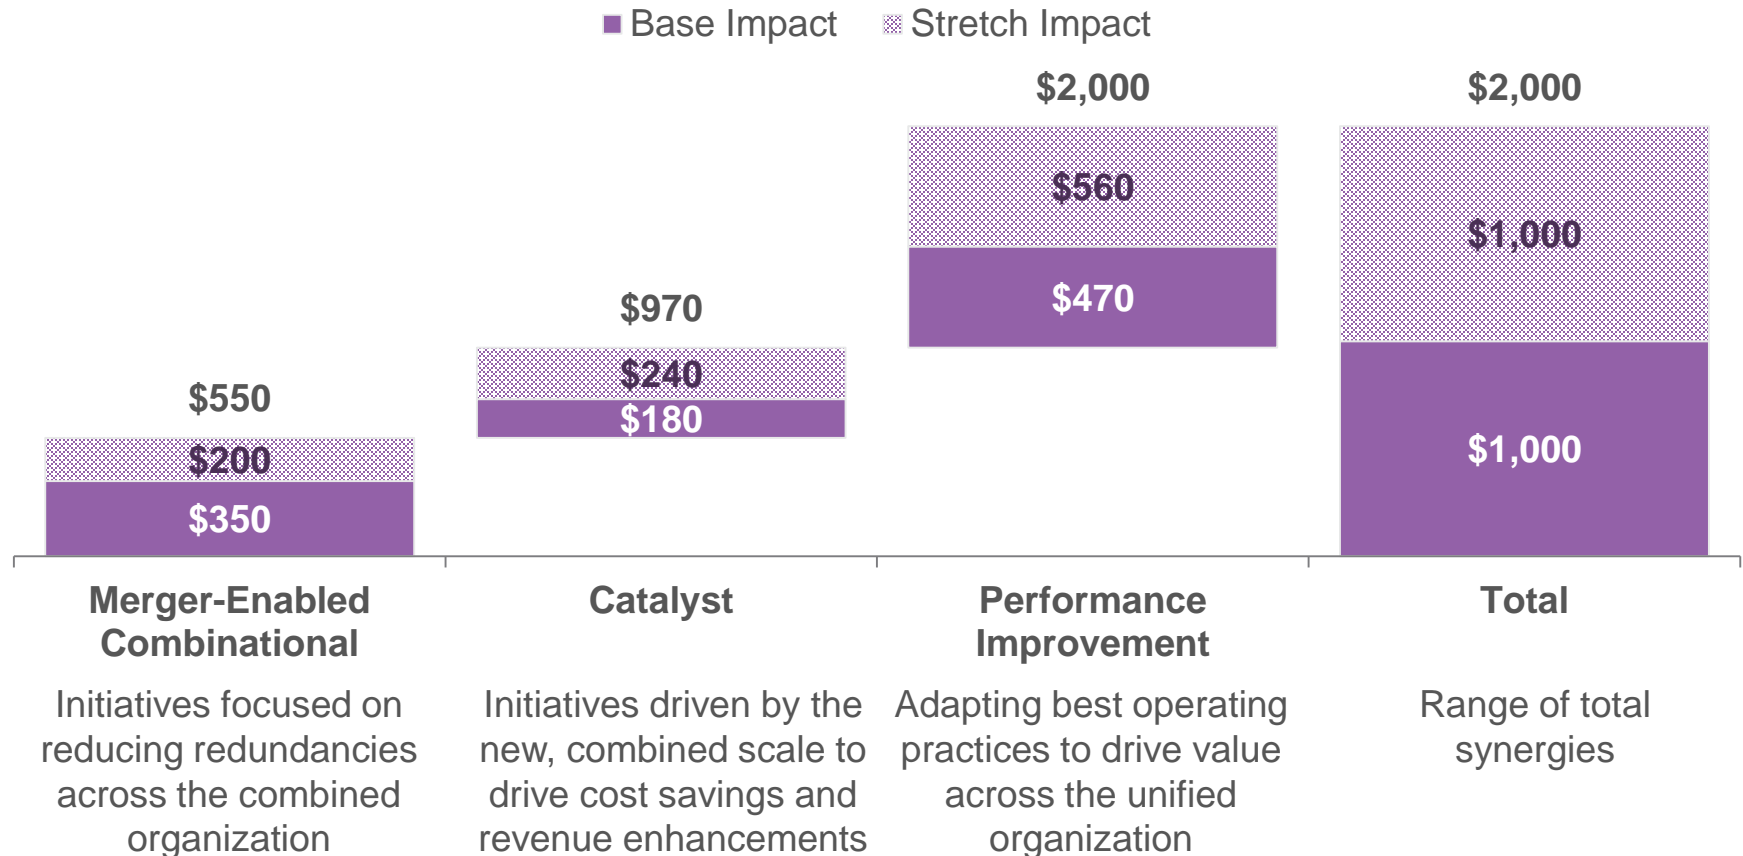 Base Impact
Stretch Impact
$2,000
$2,000
$560
$1,000
$970
$470
$240
$550
$180
$1,000
$200
$350
Merger-Enabled
Combinational
Catalyst
Performance
Improvement
Total
Initiatives focused on
reducing redundancies
across the combined
organization
Initiatives driven by the
new, combined scale to
drive cost savings and
revenue enhancements
Adapting best operating
practices to drive value
across the unified
organization
Range of total
synergies